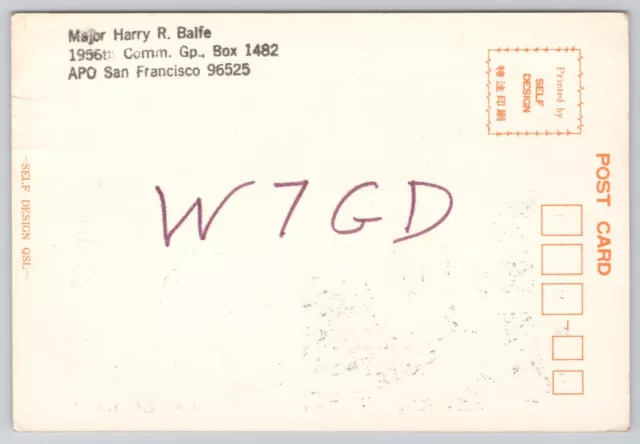 Major Harry R. Balfe
1956th Comm. Gp., Box 1482
APO San Francisco 96525
Printed by
SELF
DESIGN
特注印刷
POST CARD
W7GD
—SELF DESIGN QSL—